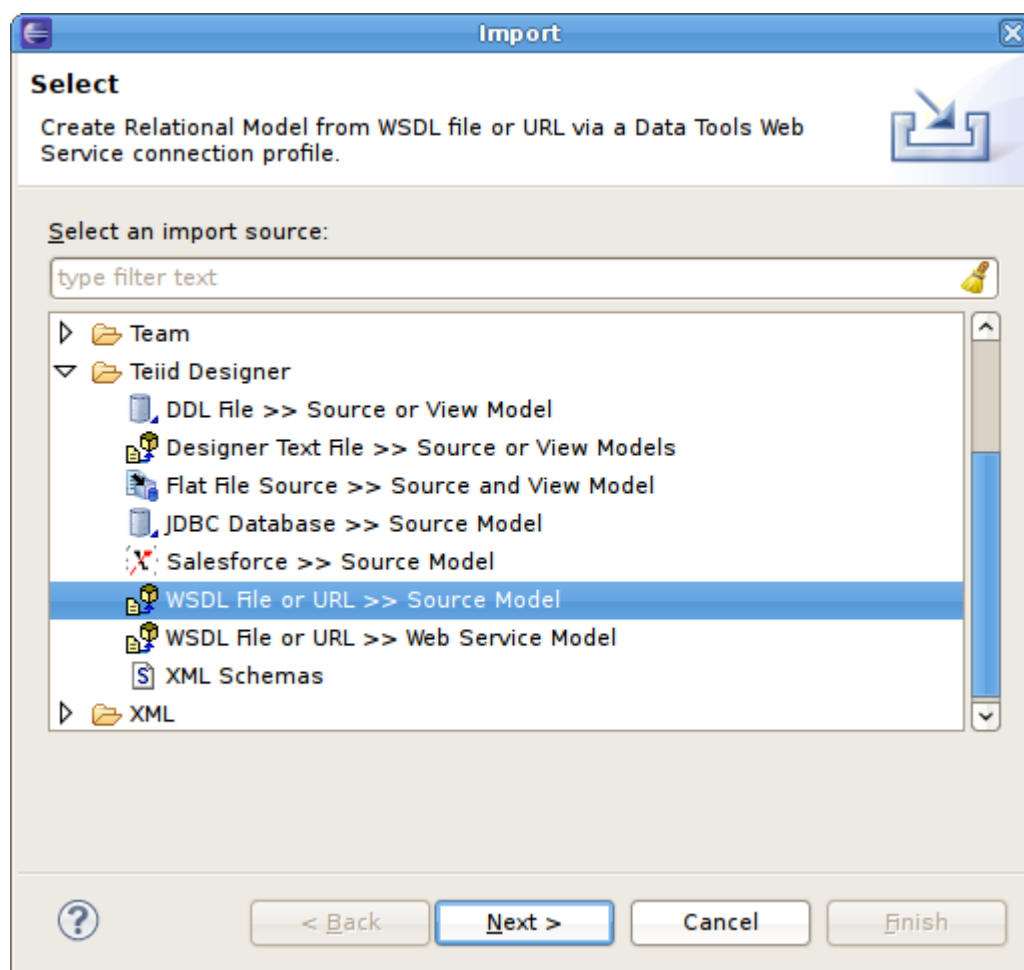 Import
Select
Create Relational Model from WSDL file or URL via a Data Tools Web
Service connection profile.
Select an import source:
type filter text
Team
Teiid Designer
DDL File >> Source or View Model
Designer Text File >> Source or View Models
Flat File Source >> Source and View Model
JDBC Database >> Source Model
Salesforce >> Source Model
WSDL File or URL >> Source Model
WSDL File or URL >> Web Service Model
S XML Schemas
XML
? < Back Next > Cancel Finish